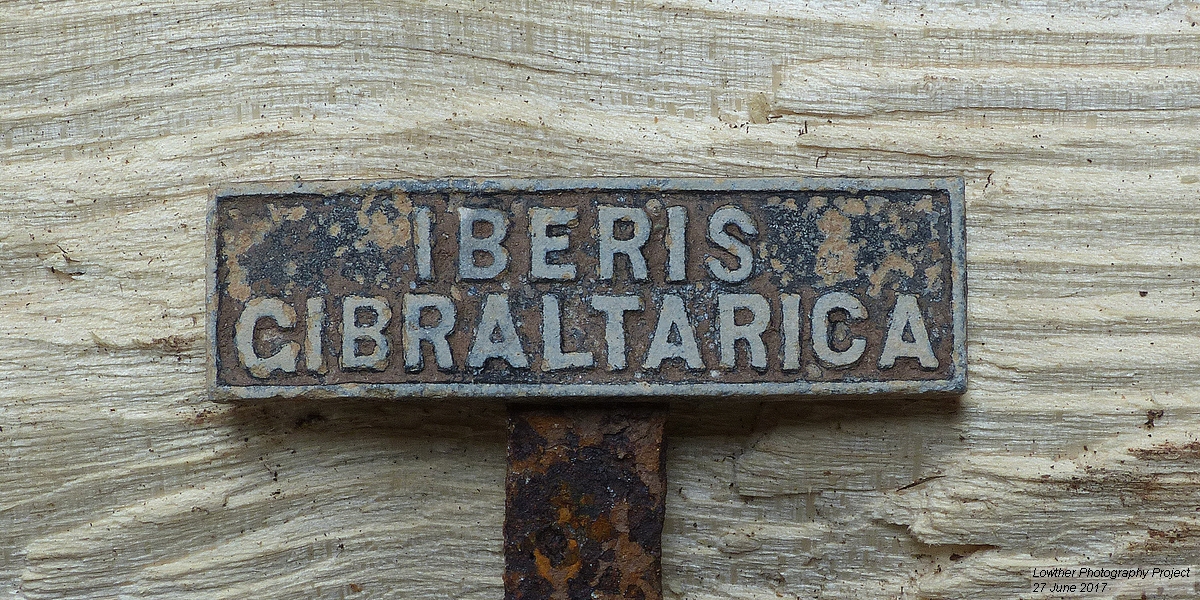 IBERIS
GIBRALTARICA
Lowther Photography Project
27 June 2017